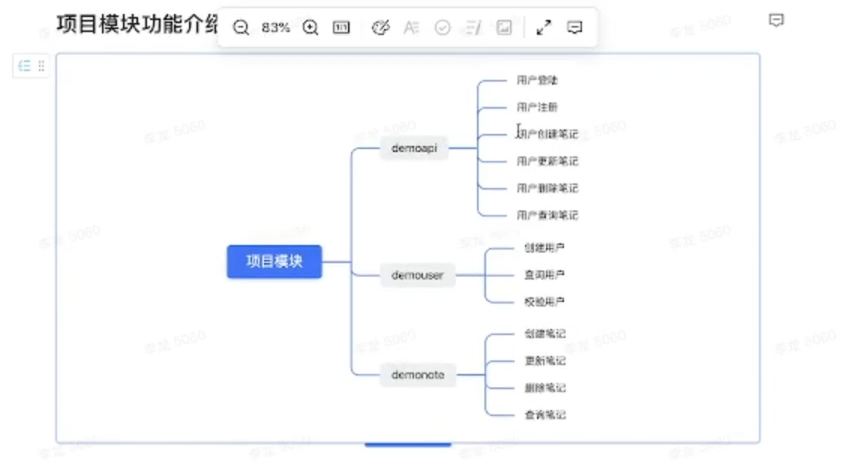 项目模块功能介绍
83%
用户登陆
用户注册
用户创建笔记
demoapi
用户更新笔记
用户删除笔记
用户查询笔记
创建用户
项目模块
demouser
查询用户
校验用户
创建笔记
更新笔记
demonote
删除笔记
查询笔记